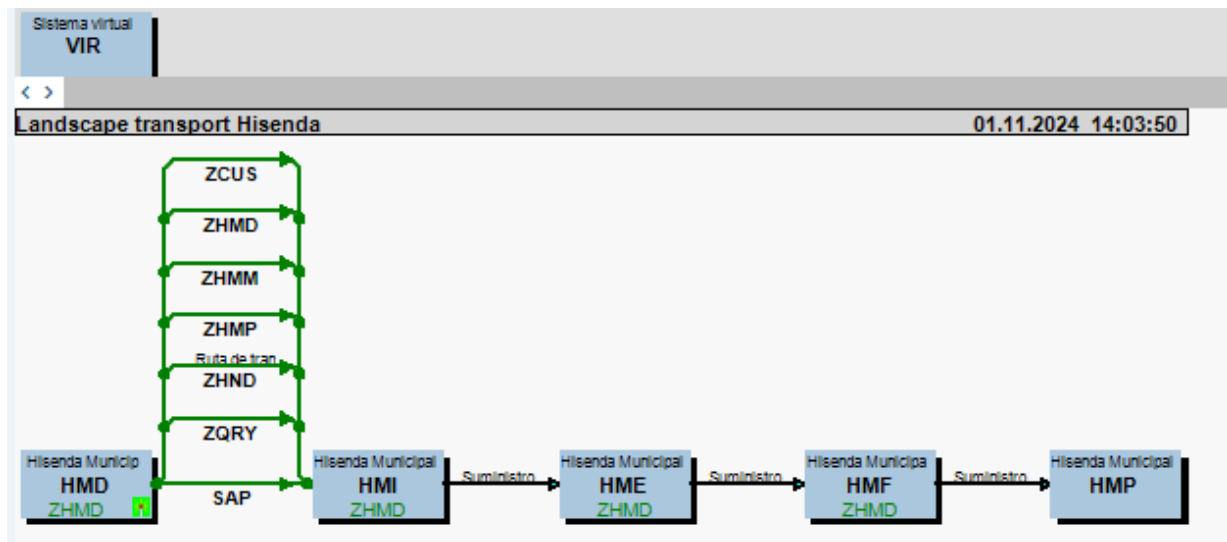 Sistema virtual
VIR
< >
Landscape transport Hisenda 01.11.2024 14:03:50
ZCUS
ZHMD
ZHMM
ZHMP
Ruta de tran
ZHND
ZQRY
SAP
Hisenda Municip
HMD
ZHMD
Hisenda Municipal
HMI
ZHMD
Suministro
Hisenda Municipal
HME
ZHMD
Suministro
Hisenda Municipa
HMF
ZHMD
Suministro
Hisenda Municipal
HMP